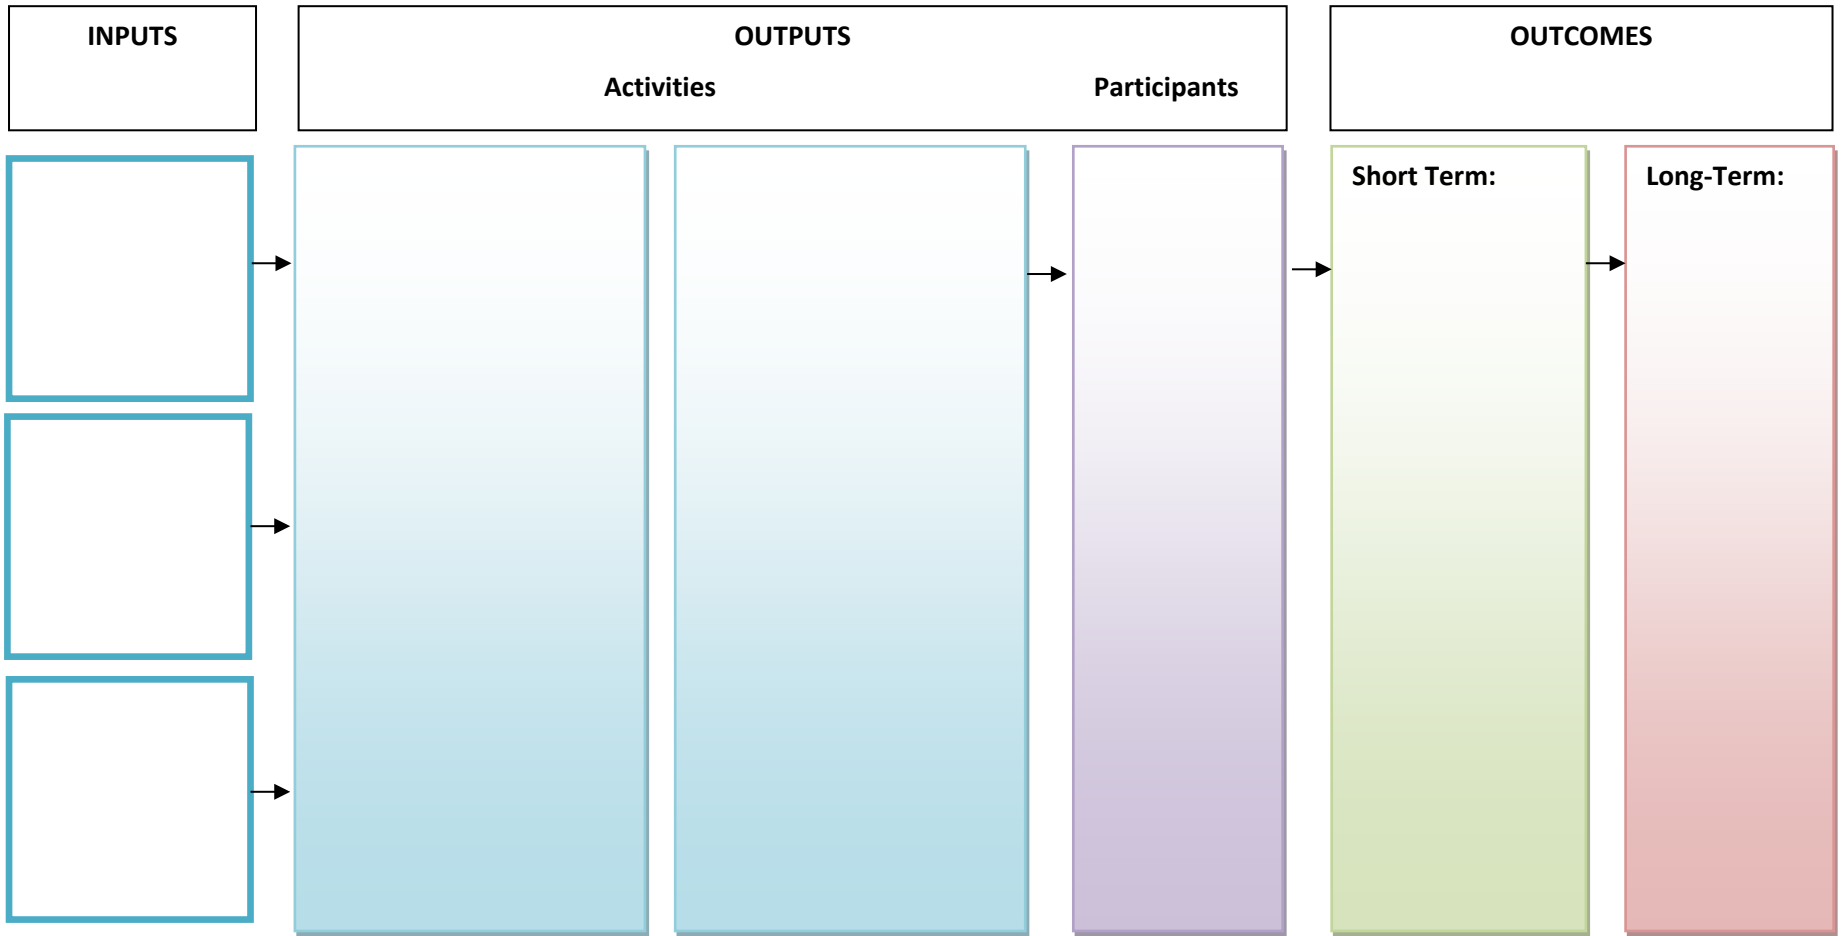 INPUTS
OUTPUTS
Activities Participants
OUTCOMES
Short Term:
Long-Term: